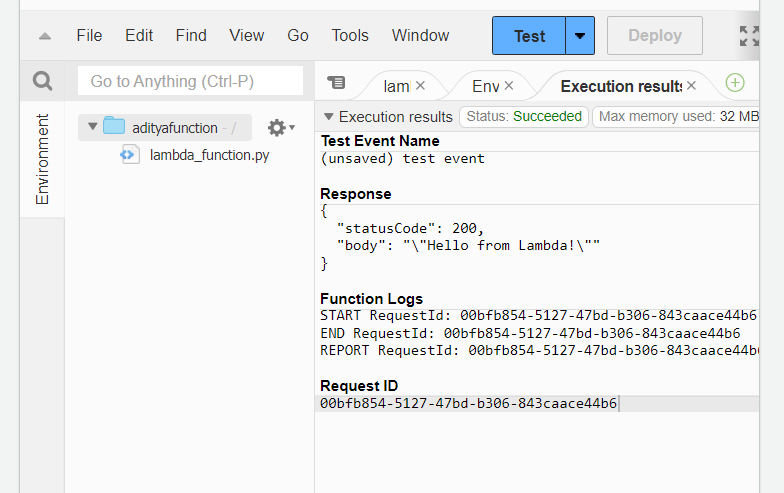 File Edit Find View Go Tools Window Test Deploy
Go to Anything (Ctrl-P)
lam Env Execution results
Environment
adityafunction - /
lambda_function.py
Execution results Status: Succeeded Max memory used: 32 MB
Test Event Name
(unsaved) test event
Response
{
"statusCode": 200,
"body": "\"Hello from Lambda!\""
}
Function Logs
START RequestId: 00bfb854-5127-47bd-b306-843caace44b6
END RequestId: 00bfb854-5127-47bd-b306-843caace44b6
REPORT RequestId: 00bfb854-5127-47bd-b306-843caace44b6
Request ID
00bfb854-5127-47bd-b306-843caace44b6